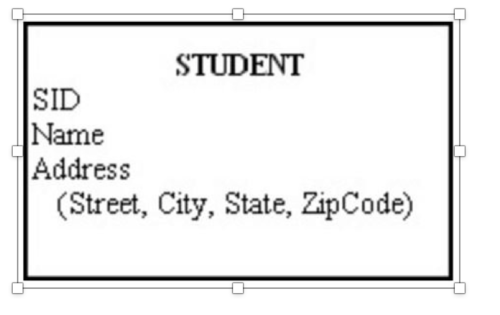 STUDENT
SID
Name
Address
(Street, City, State, ZipCode)